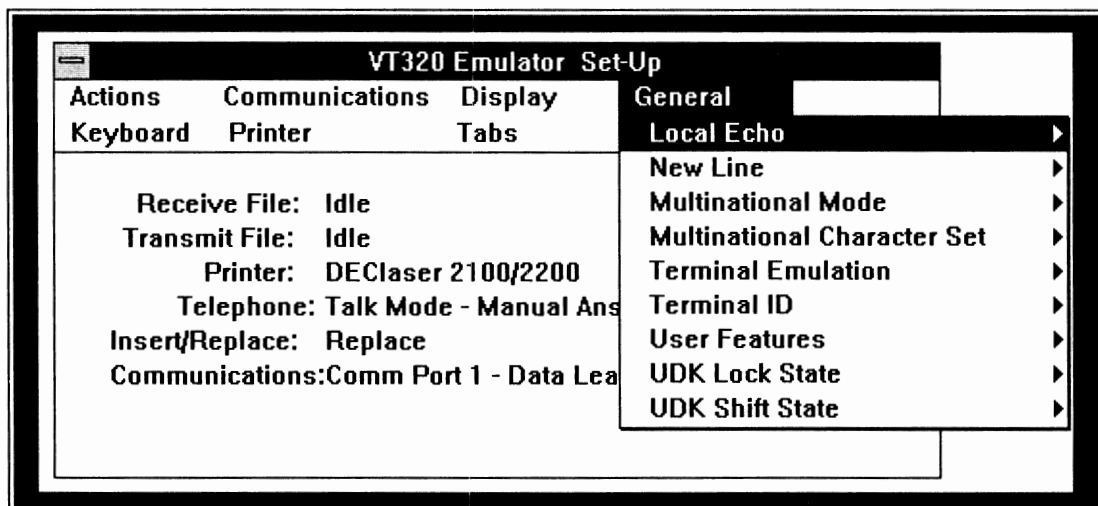 VT320 Emulator Set-Up
Actions Communications Display General
Keyboard Printer Tabs
Local Echo
New Line
Multinational Mode
Multinational Character Set
Terminal Emulation
Terminal ID
User Features
UDK Lock State
UDK Shift State
Receive File: Idle
Transmit File: Idle
Printer: DEClaser 2100/2200
Telephone: Talk Mode - Manual Ans
Insert/Replace: Replace
Communications:Comm Port 1 - Data Lea